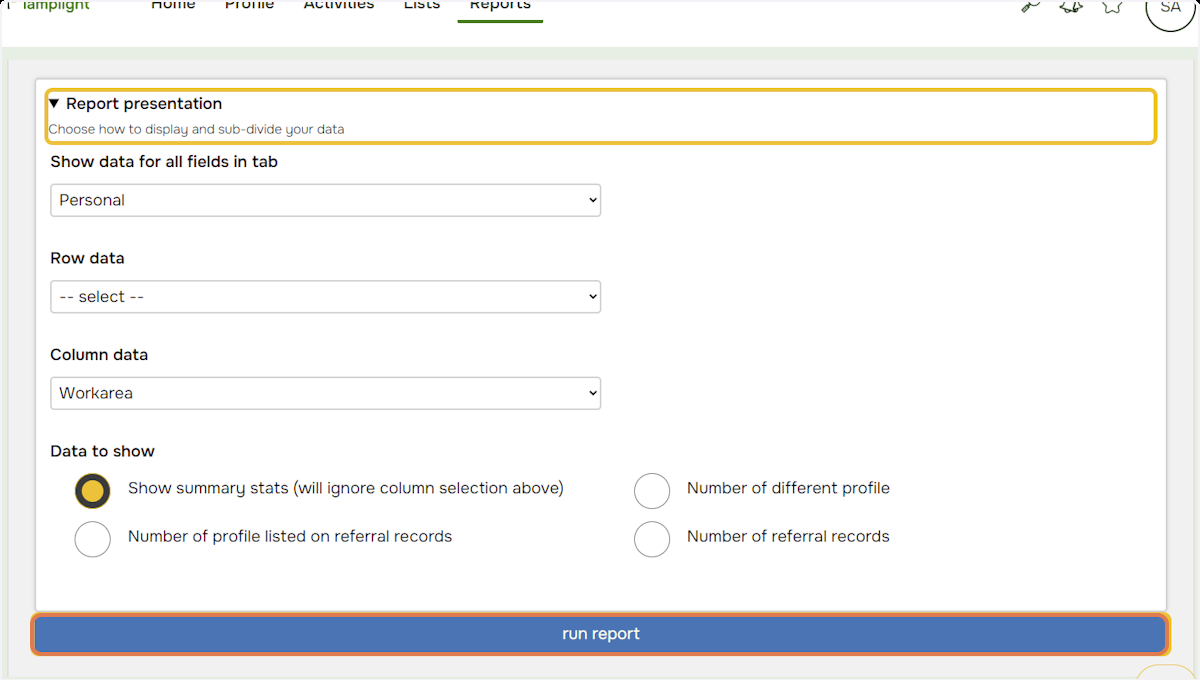 lamplight Home Profile Activities Lists Reports SA
Report presentation
Choose how to display and sub-divide your data
Show data for all fields in tab
Personal
Row data
-- select --
Column data
Workarea
Data to show
Show summary stats (will ignore column selection above) Number of different profile
Number of profile listed on referral records Number of referral records
run report